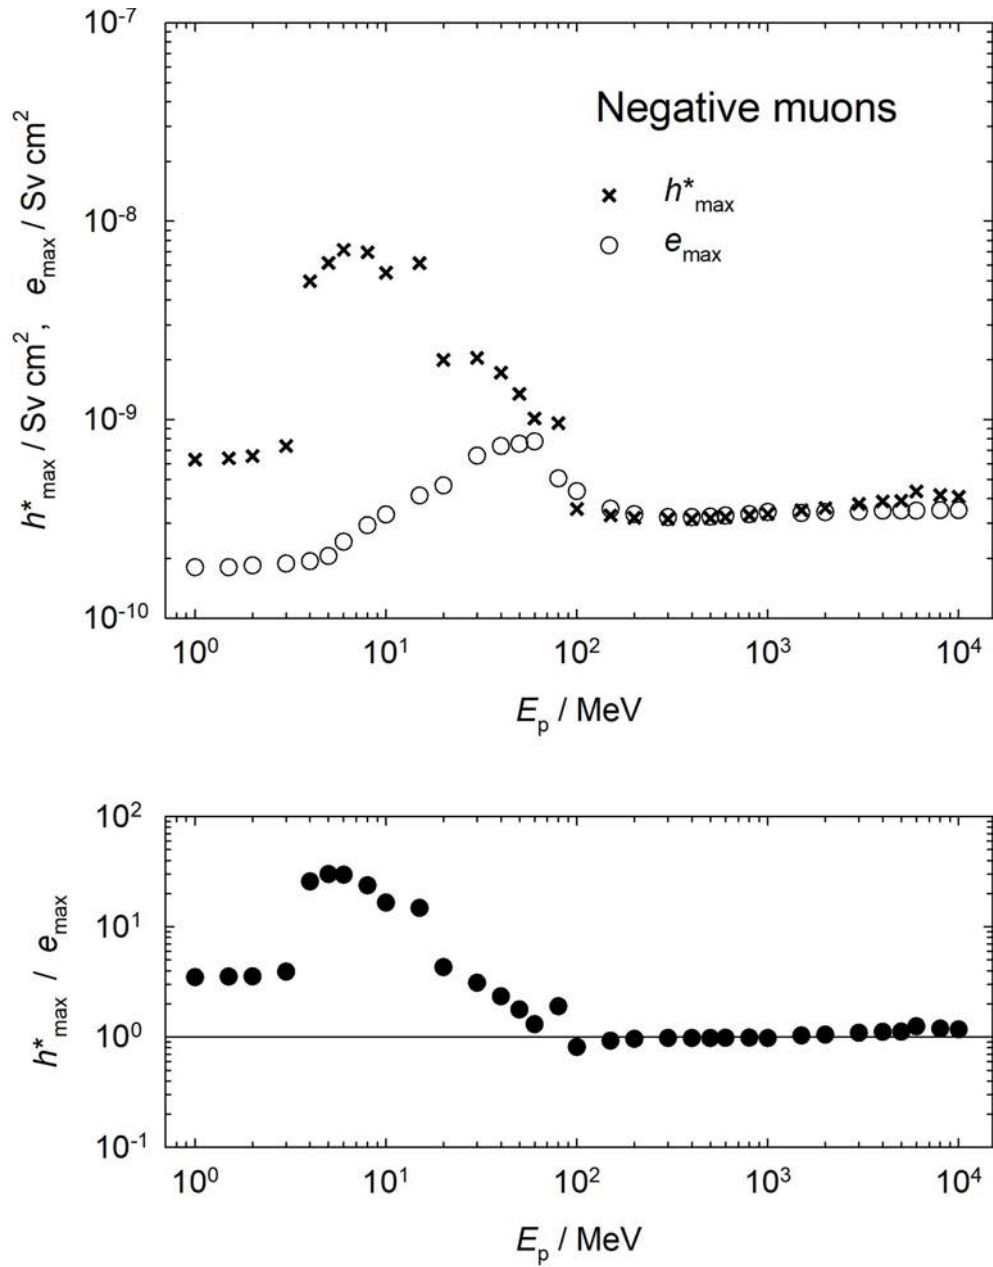 10⁻⁷
Negative muons
h*max
emax
10⁻⁸
10⁻⁹
10⁻¹⁰
h*max / Sv cm², emax / Sv cm²
10⁰ 10¹ 10² 10³ 10⁴
Ep / MeV
10²
10¹
10⁰
10⁻¹
h*max / emax
10⁰ 10¹ 10² 10³ 10⁴
Ep / MeV